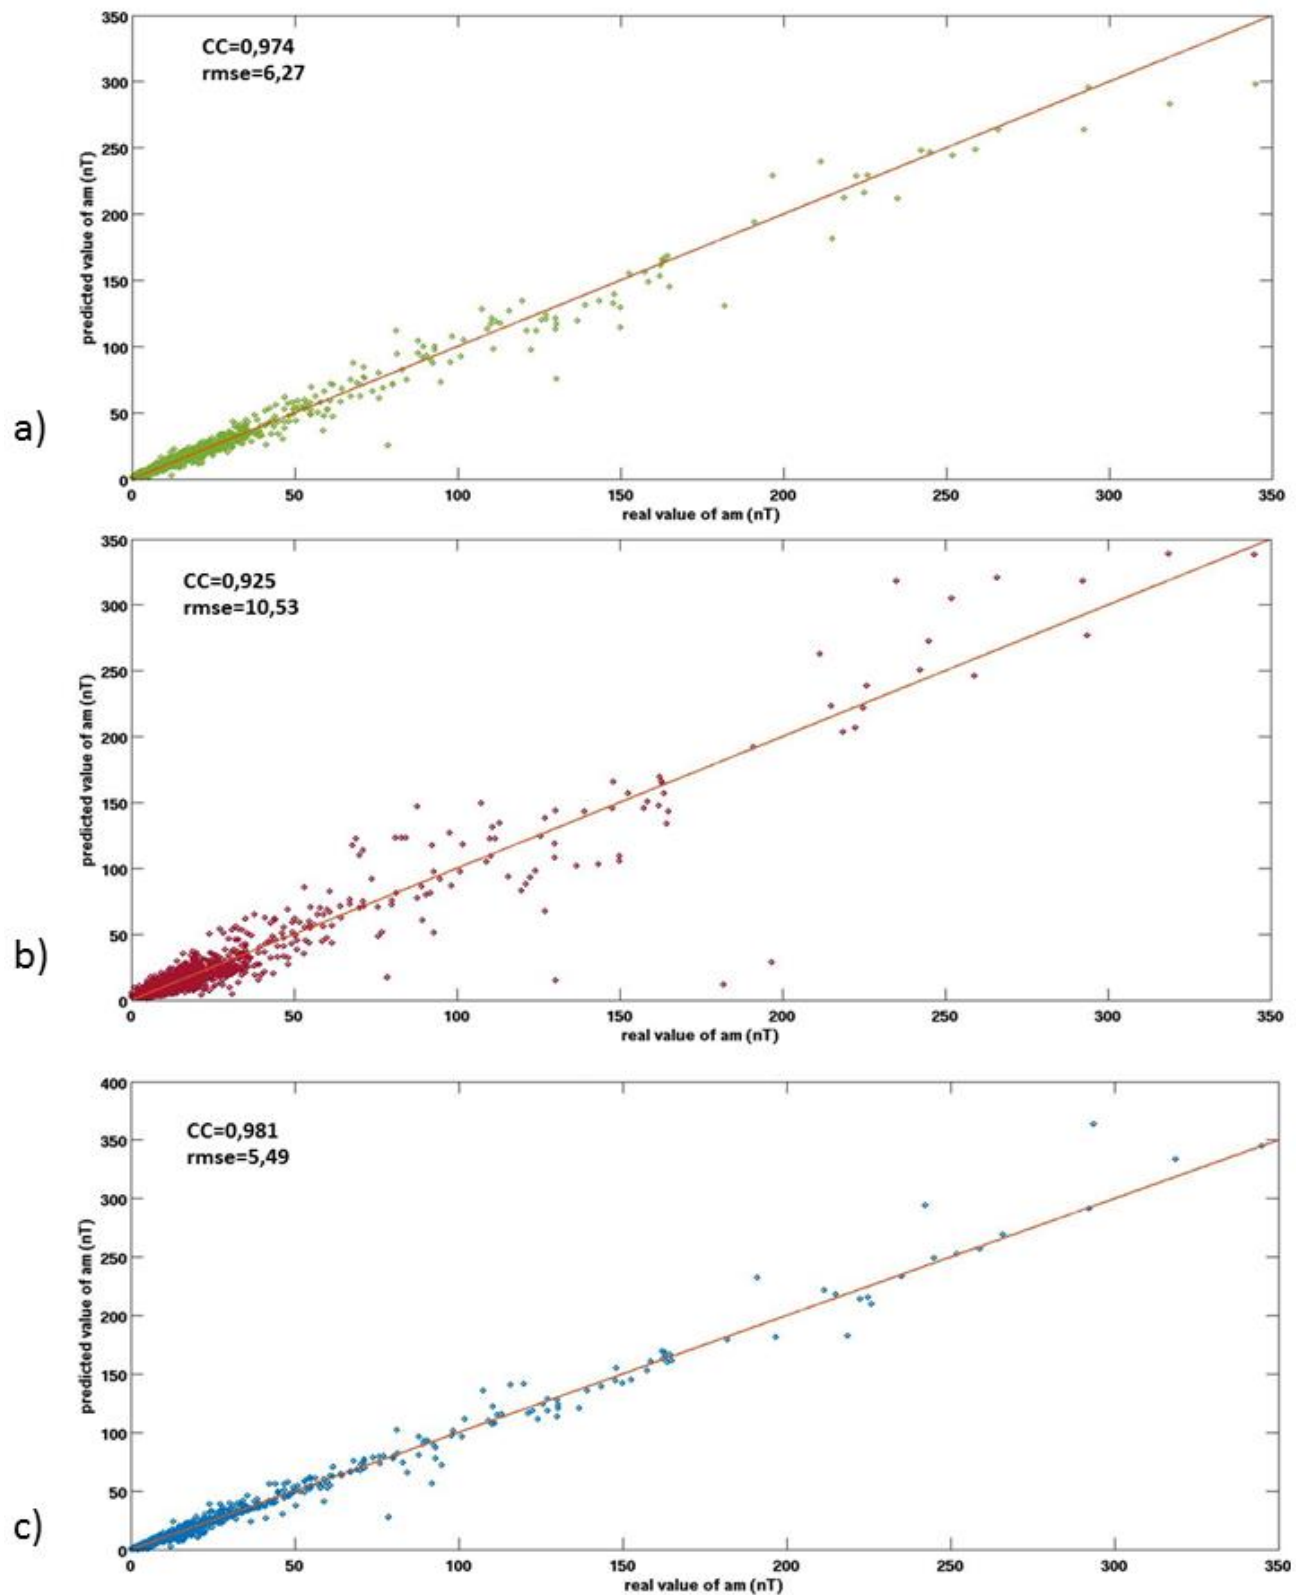 350
300
250
200
150
100
50
0
CC=0,974
rmse=6,27
predicted value of am (nT)
a)
0 50 100 150 200 250 300 350
real value of am (nT)
350
300
250
200
150
100
50
0
CC=0,925
rmse=10,53
predicted value of am (nT)
b)
0 50 100 150 200 250 300 350
real value of am (nT)
400
350
300
250
200
150
100
50
0
CC=0,981
rmse=5,49
predicted value of am (nT)
c)
0 50 100 150 200 250 300 350
real value of am (nT)